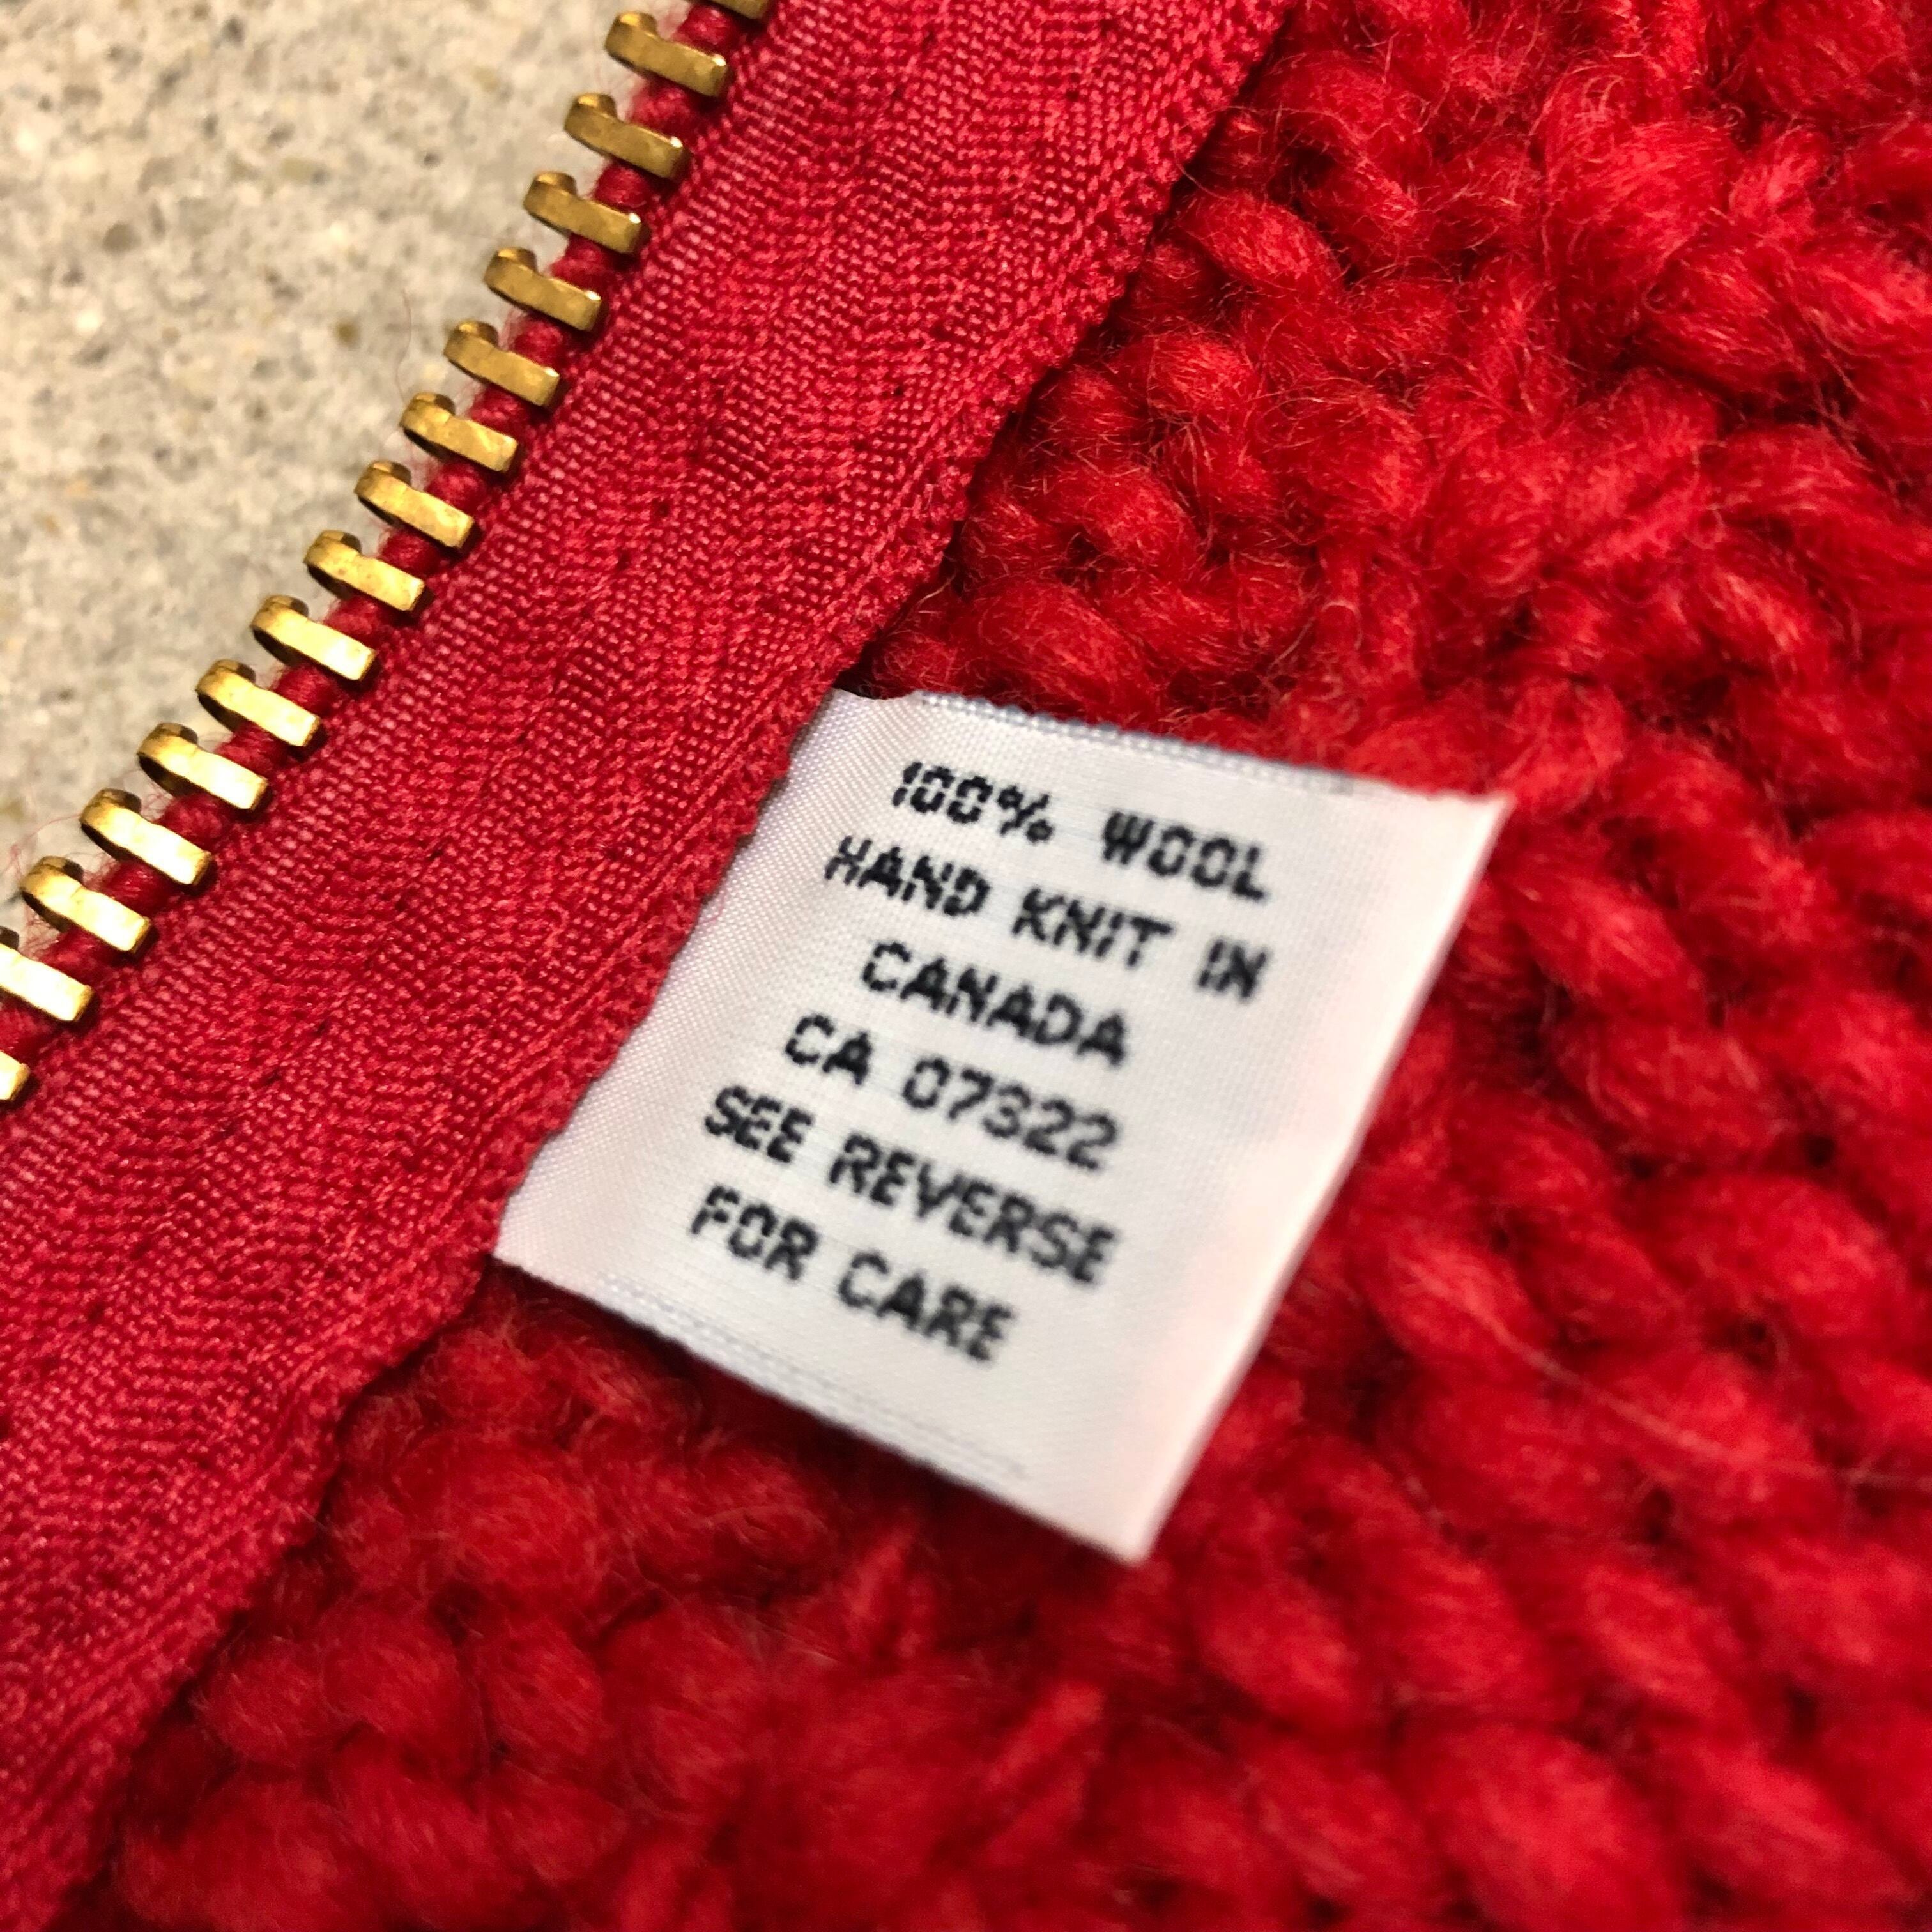 100% WOOL
HAND KNIT IN
CANADA
CA 07322
SEE REVERSE
FOR CARE